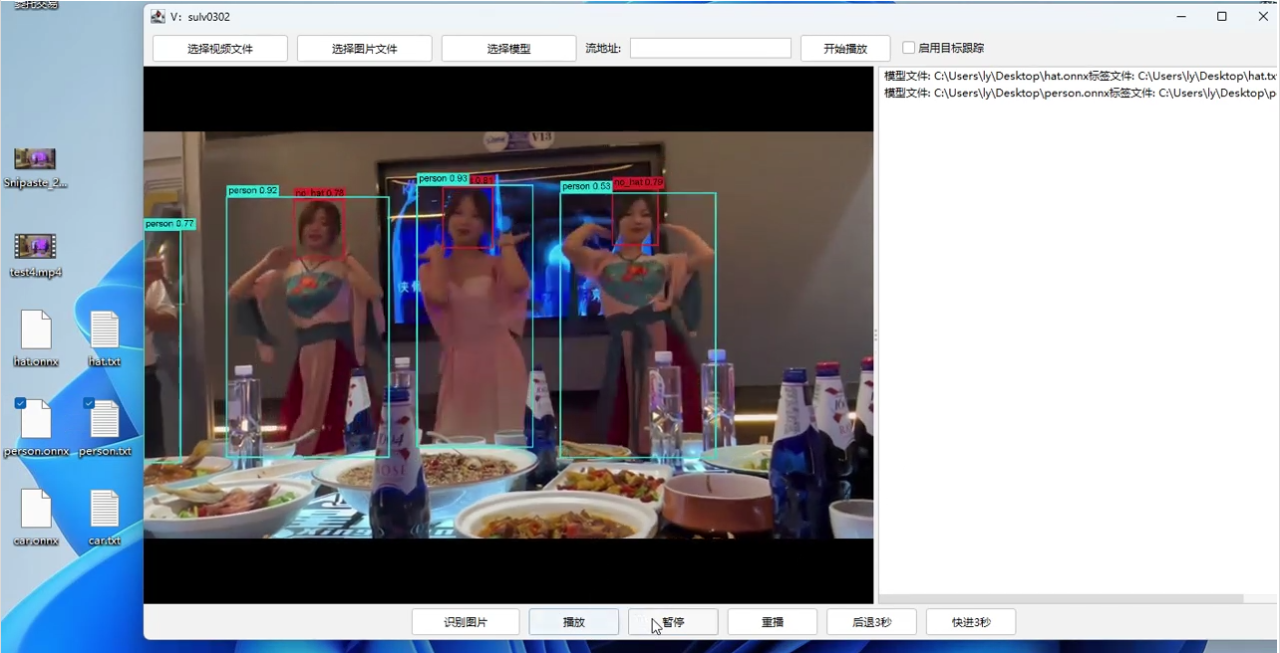 V: sulv0302
选择视频文件
选择图片文件
选择模型
流地址:
开始播放
启用目标跟踪
模型文件: C:\Users\ly\Desktop\hat.onnx标签文件: C:\Users\ly\Desktop\hat.tx
模型文件: C:\Users\ly\Desktop\person.onnx标签文件: C:\Users\ly\Desktop\p
V13
person 0.77
person 0.92
no_hat 0.78
person 0.93
person 0.53
no_hat 0.79
Snipaste_2...
test4.mp4
hat.onnx
hat.txt
person.onnx
person.txt
car.onnx
car.txt
识别图片
播放
暂停
重播
后退3秒
快进3秒